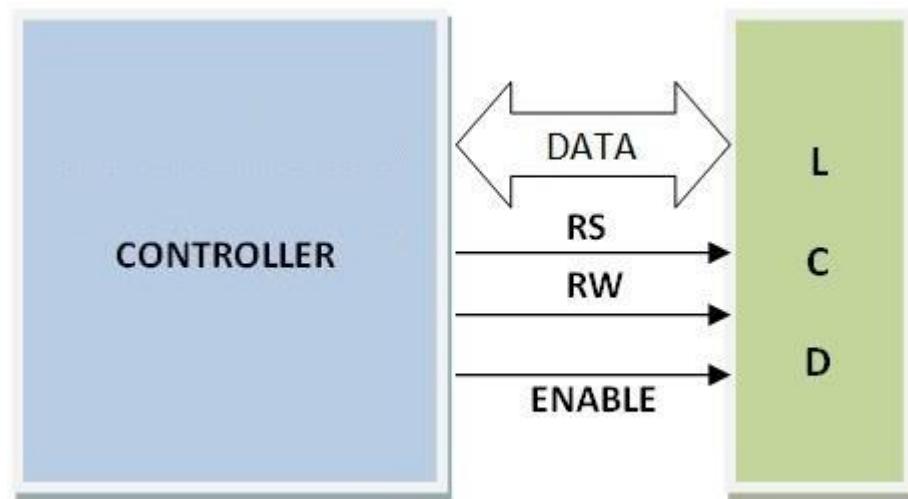 DATA
RS
CONTROLLER
RW
ENABLE
L
C
D